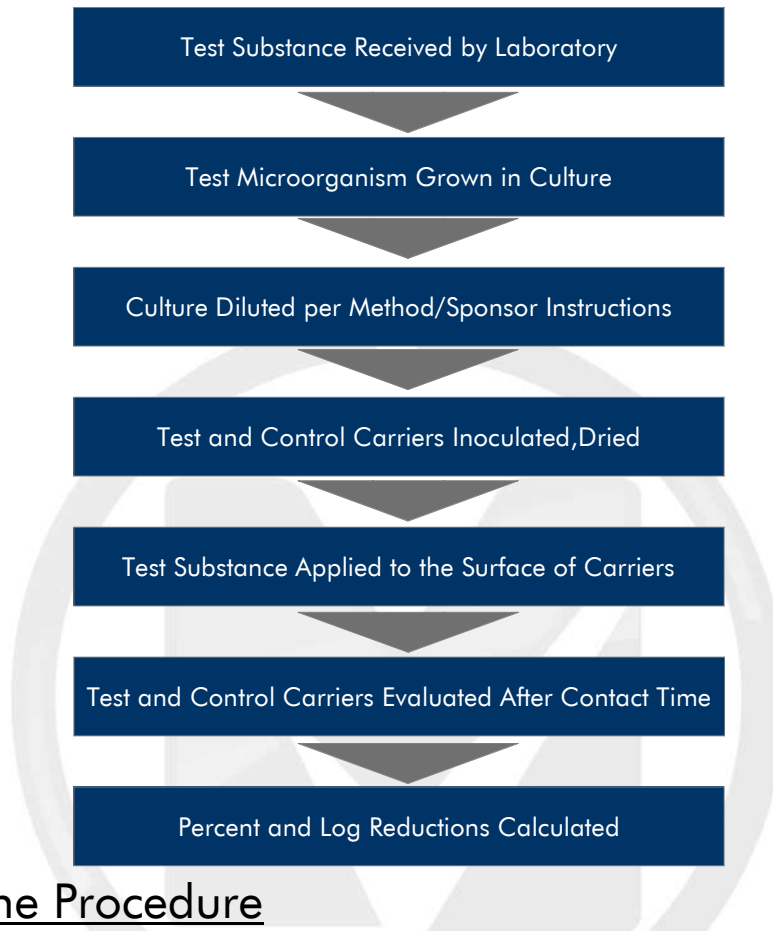 Test Substance Received by Laboratory
Test Microorganism Grown in Culture
Culture Diluted per Method/Sponsor Instructions
Test and Control Carriers Inoculated,Dried
Test Substance Applied to the Surface of Carriers
Test and Control Carriers Evaluated After Contact Time
Percent and Log Reductions Calculated
Procedure